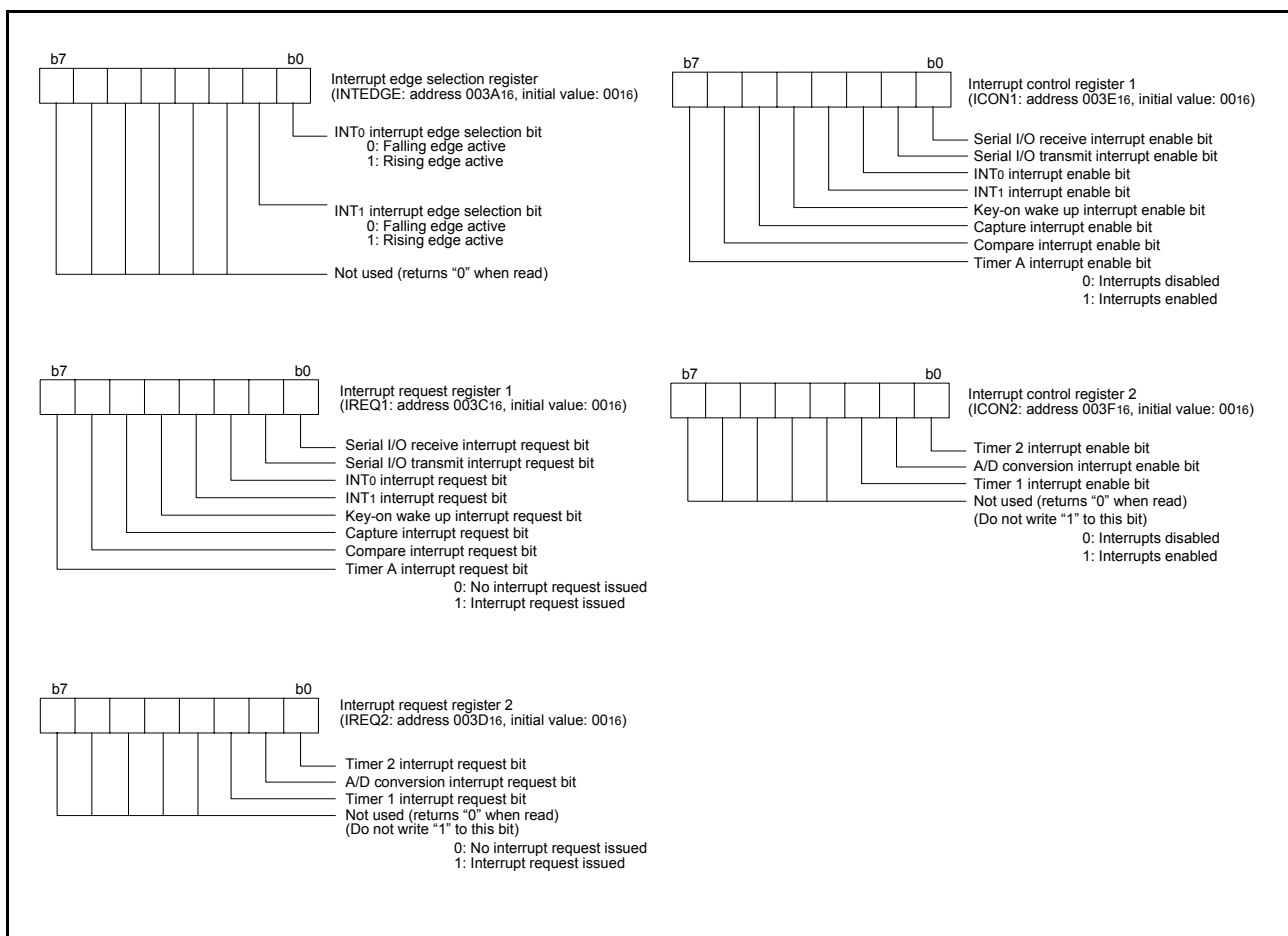 b7 b0
Interrupt edge selection register
(INTEDGE: address 003A16, initial value: 0016)
INT0 interrupt edge selection bit
0: Falling edge active
1: Rising edge active
INT1 interrupt edge selection bit
0: Falling edge active
1: Rising edge active
Not used (returns “0” when read)
b7 b0
Interrupt control register 1
(ICON1: address 003E16, initial value: 0016)
Serial I/O receive interrupt enable bit
Serial I/O transmit interrupt enable bit
INT0 interrupt enable bit
INT1 interrupt enable bit
Key-on wake up interrupt enable bit
Capture interrupt enable bit
Compare interrupt enable bit
Timer A interrupt enable bit
0: Interrupts disabled
1: Interrupts enabled
b7 b0
Interrupt request register 1
(IREQ1: address 003C16, initial value: 0016)
Serial I/O receive interrupt request bit
Serial I/O transmit interrupt request bit
INT0 interrupt request bit
INT1 interrupt request bit
Key-on wake up interrupt request bit
Capture interrupt request bit
Compare interrupt request bit
Timer A interrupt request bit
0: No interrupt request issued
1: Interrupt request issued
b7 b0
Interrupt control register 2
(ICON2: address 003F16, initial value: 0016)
Timer 2 interrupt enable bit
A/D conversion interrupt enable bit
Timer 1 interrupt enable bit
Not used (returns “0” when read)
(Do not write “1” to this bit)
0: Interrupts disabled
1: Interrupts enabled
b7 b0
Interrupt request register 2
(IREQ2: address 003D16, initial value: 0016)
Timer 2 interrupt request bit
A/D conversion interrupt request bit
Timer 1 interrupt request bit
Not used (returns “0” when read)
(Do not write “1” to this bit)
0: No interrupt request issued
1: Interrupt request issued